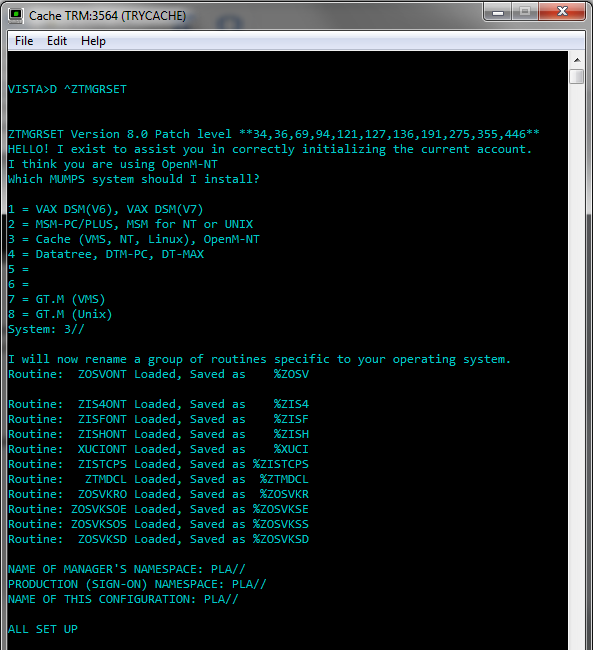 Cache TRM:3564 (TRYCACHE)
File Edit Help
VISTA>D ^ZTMGRSET
ZTMGRSET Version 8.0 Patch level **34,36,69,94,121,127,136,191,275,355,446**
HELLO! I exist to assist you in correctly initializing the current account.
I think you are using OpenM-NT
Which MUMPS system should I install?
1 = VAX DSM(V6), VAX DSM(V7)
2 = MSM-PC/PLUS, MSM for NT or UNIX
3 = Cache (VMS, NT, Linux), OpenM-NT
4 = Datatree, DTM-PC, DT-MAX
5 =
6 =
7 = GT.M (VMS)
8 = GT.M (Unix)
System: 3//
I will now rename a group of routines specific to your operating system.
Routine:  ZOSVONT Loaded, Saved as    %ZOSV
Routine:  ZIS4ONT Loaded, Saved as    %ZIS4
Routine:  ZISFONT Loaded, Saved as    %ZISF
Routine:  ZISHONT Loaded, Saved as    %ZISH
Routine:  XUCIONT Loaded, Saved as    %XUCI
Routine:  ZISTCPS Loaded, Saved as %ZISTCPS
Routine:   ZTMDCL Loaded, Saved as  %ZTMDCL
Routine:  ZOSVKRO Loaded, Saved as  %ZOSVKR
Routine: ZOSVKSOE Loaded, Saved as %ZOSVKSE
Routine: ZOSVKSOS Loaded, Saved as %ZOSVKSS
Routine:  ZOSVKSD Loaded, Saved as %ZOSVKSD
NAME OF MANAGER'S NAMESPACE: PLA//
PRODUCTION (SIGN-ON) NAMESPACE: PLA//
NAME OF THIS CONFIGURATION: PLA//
ALL SET UP